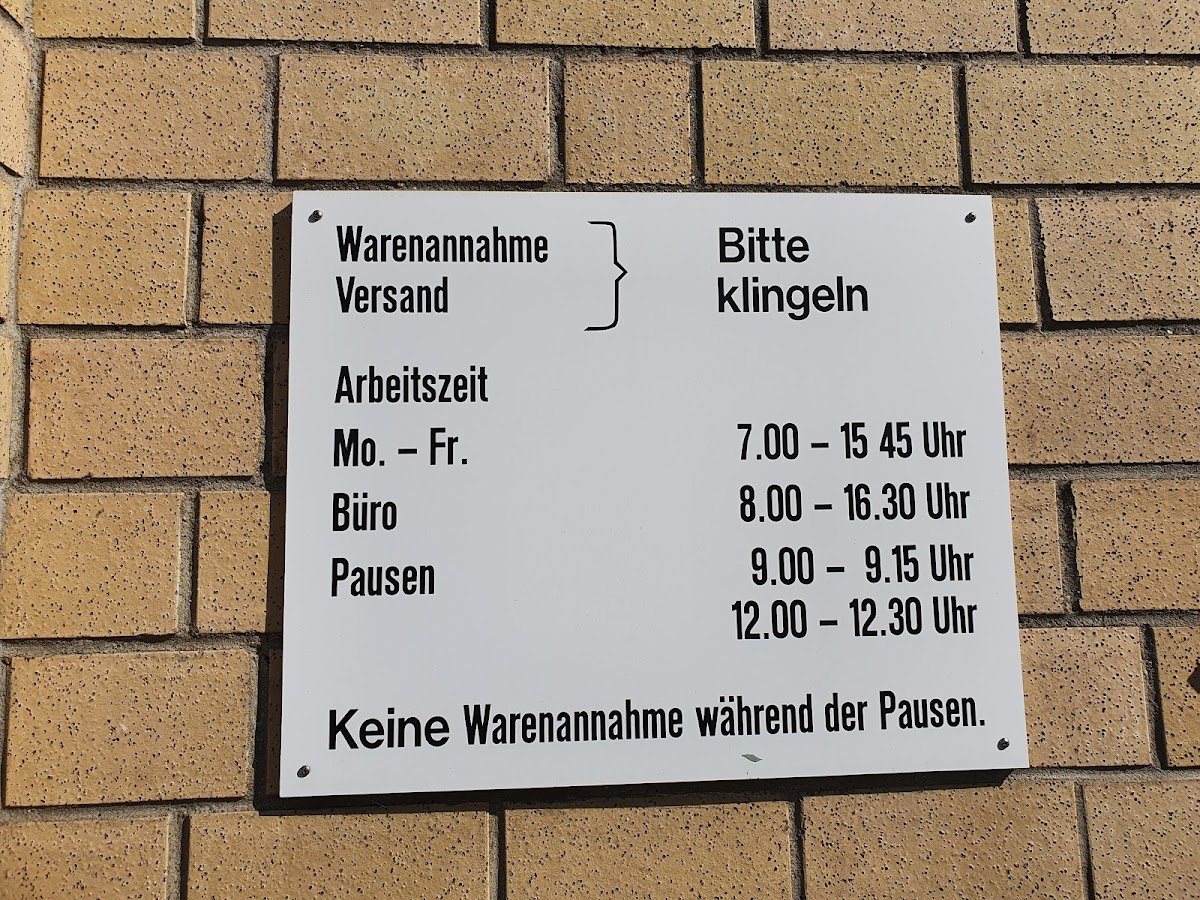 Warenannahme Bitte
Versand klingeln
Arbeitszeit
Mo. – Fr. 7.00 – 15 45 Uhr
Büro 8.00 – 16.30 Uhr
Pausen 9.00 – 9.15 Uhr
12.00 – 12.30 Uhr
Keine Warenannahme während der Pausen.